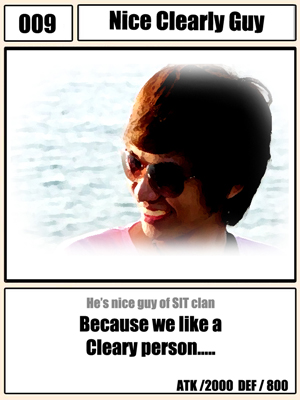 009
Nice Clearly Guy
He's nice guy of SIT clan
Because we like a
Cleary person.....
ATK /2000 DEF / 800